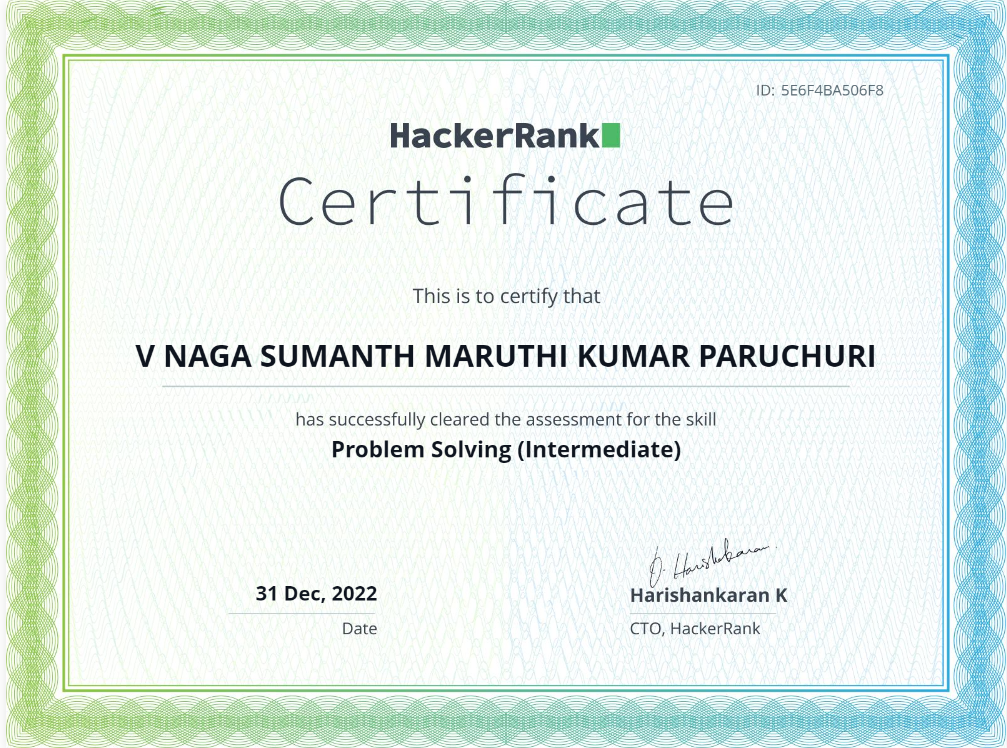 ID: 5E6F4BA506F8
HackerRank
Certificate
This is to certify that
V NAGA SUMANTH MARUTHI KUMAR PARUCHURI
has successfully cleared the assessment for the skill
Problem Solving (Intermediate)
31 Dec, 2022
Date
Harishankaran
Harishankaran K
CTO, HackerRank